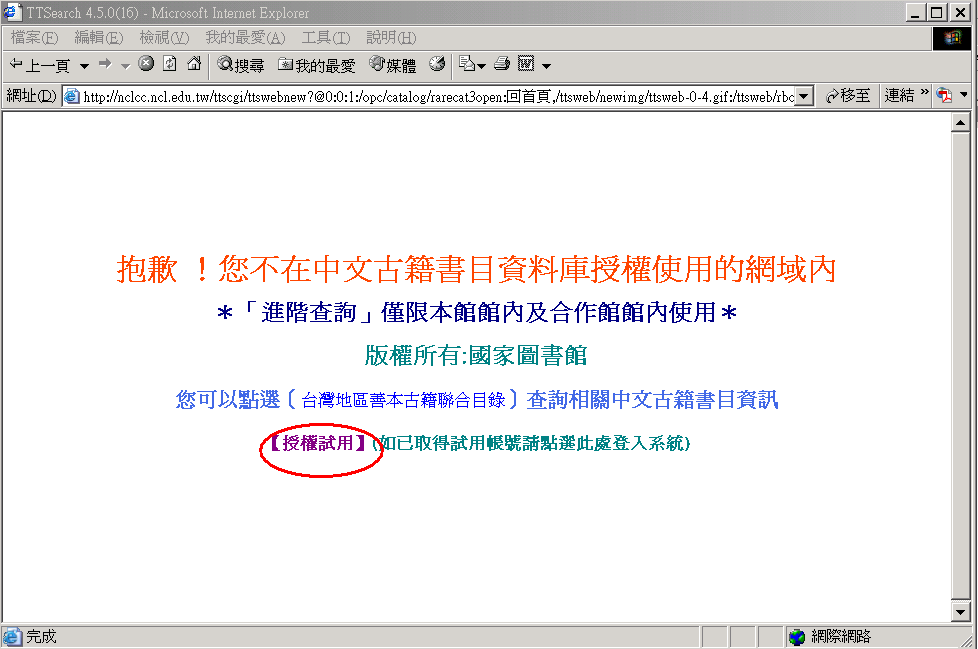 TTSearch 4.5.0(16) - Microsoft Internet Explorer
檔案(F) 編輯(E) 檢視(V) 我的最愛(A) 工具(T) 說明(H)
上一頁 搜尋 我的最愛 媒體
網址(D) http://nclcc.ncl.edu.tw/ttscgi/ttswebnew?@0:0:1:/opc/catalog/rarecat3open:回首頁,/ttsweb/newimg/ttsweb-0-4.gif:/ttsweb/rbc 移至 連結 »
抱歉 ！您不在中文古籍書目資料庫授權使用的網域內
＊「進階查詢」僅限本館館內及合作館館內使用＊
版權所有:國家圖書館
您可以點選〔台灣地區善本古籍聯合目錄〕查詢相關中文古籍書目資訊
【授權試用】(如已取得試用帳號請點選此處登入系統)
完成 網際網路